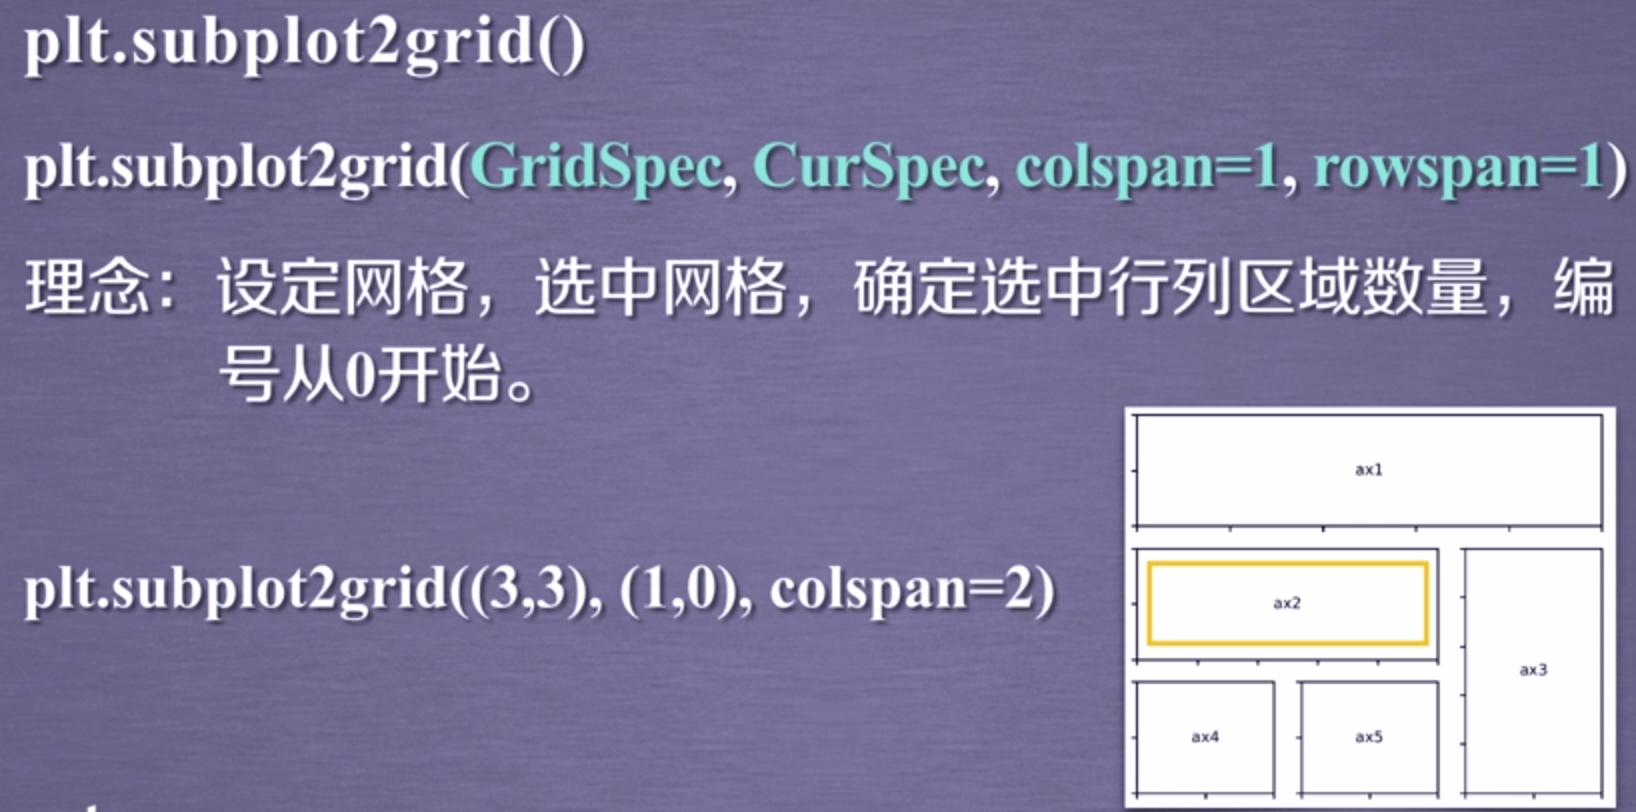 plt.subplot2grid()
plt.subplot2grid(GridSpec, CurSpec, colspan=1, rowspan=1)
理念：设定网格，选中网格，确定选中行列区域数量，编
号从0开始。
ax1
plt.subplot2grid((3,3), (1,0), colspan=2)
ax2
ax3
ax4
ax5